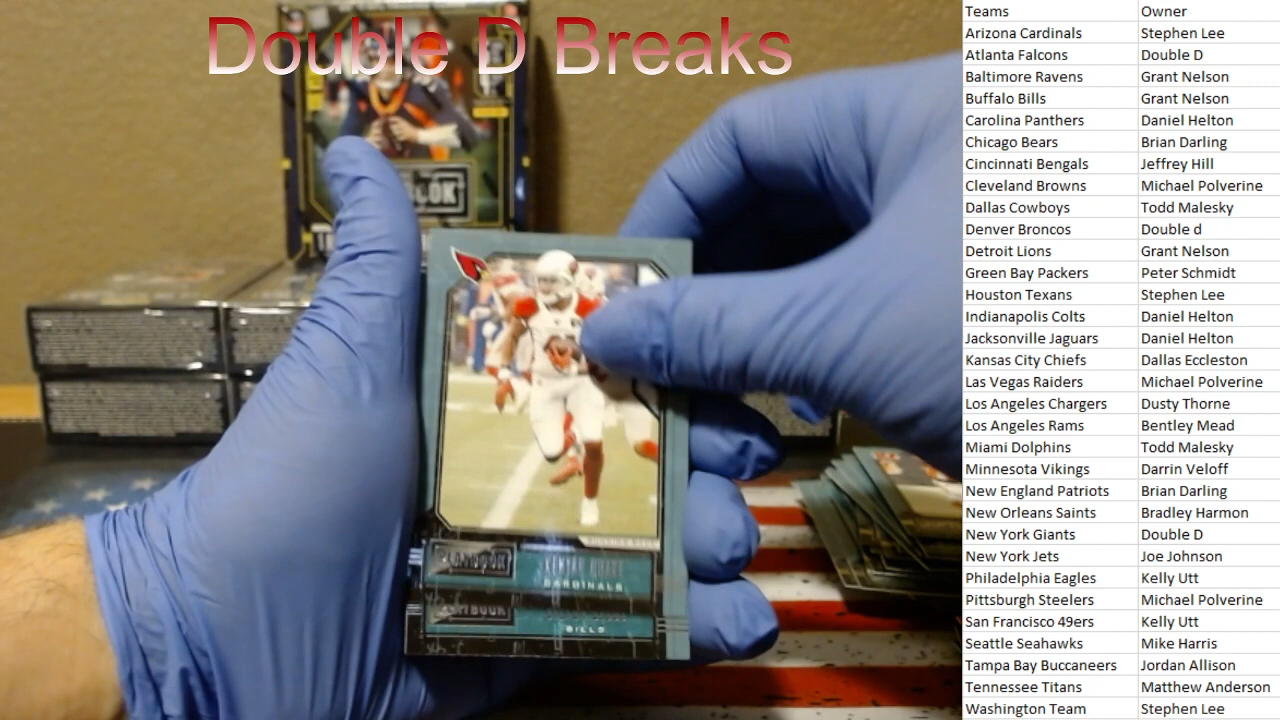 Double D Breaks
PLAYBOOK
CARDINALS
BILLS
Teams Owner
Arizona Cardinals Stephen Lee
Atlanta Falcons Double D
Baltimore Ravens Grant Nelson
Buffalo Bills Grant Nelson
Carolina Panthers Daniel Helton
Chicago Bears Brian Darling
Cincinnati Bengals Jeffrey Hill
Cleveland Browns Michael Polverine
Dallas Cowboys Todd Malesky
Denver Broncos Double d
Detroit Lions Grant Nelson
Green Bay Packers Peter Schmidt
Houston Texans Stephen Lee
Indianapolis Colts Daniel Helton
Jacksonville Jaguars Daniel Helton
Kansas City Chiefs Dallas Eccleston
Las Vegas Raiders Michael Polverine
Los Angeles Chargers Dusty Thorne
Los Angeles Rams Bentley Mead
Miami Dolphins Todd Malesky
Minnesota Vikings Darrin Veloff
New England Patriots Brian Darling
New Orleans Saints Bradley Harmon
New York Giants Double D
New York Jets Joe Johnson
Philadelphia Eagles Kelly Utt
Pittsburgh Steelers Michael Polverine
San Francisco 49ers Kelly Utt
Seattle Seahawks Mike Harris
Tampa Bay Buccaneers Jordan Allison
Tennessee Titans Matthew Anderson
Washington Team Stephen Lee